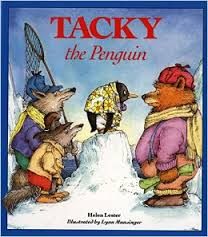 TACKY
the Penguin
Helen Lester
Illustrated by Lynn Munsinger